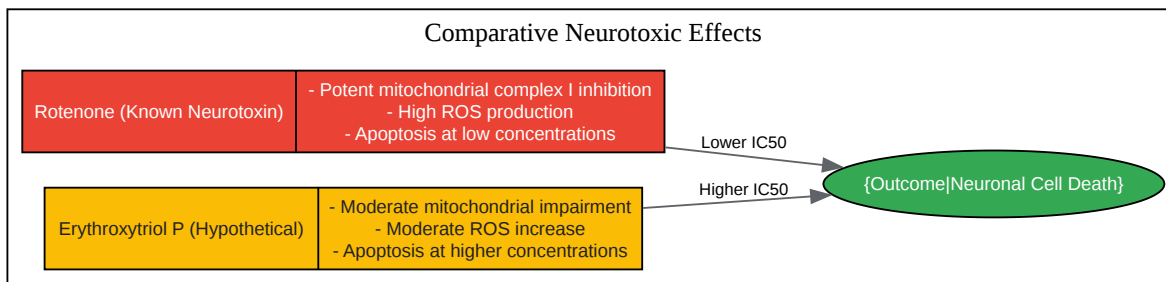 Comparative Neurotoxic Effects
Rotenone (Known Neurotoxin)
- Potent mitochondrial complex I inhibition
- High ROS production
- Apoptosis at low concentrations
Lower IC50
Erythroxytriol P (Hypothetical)
- Moderate mitochondrial impairment
- Moderate ROS increase
- Apoptosis at higher concentrations
Higher IC50
{Outcome|Neuronal Cell Death}